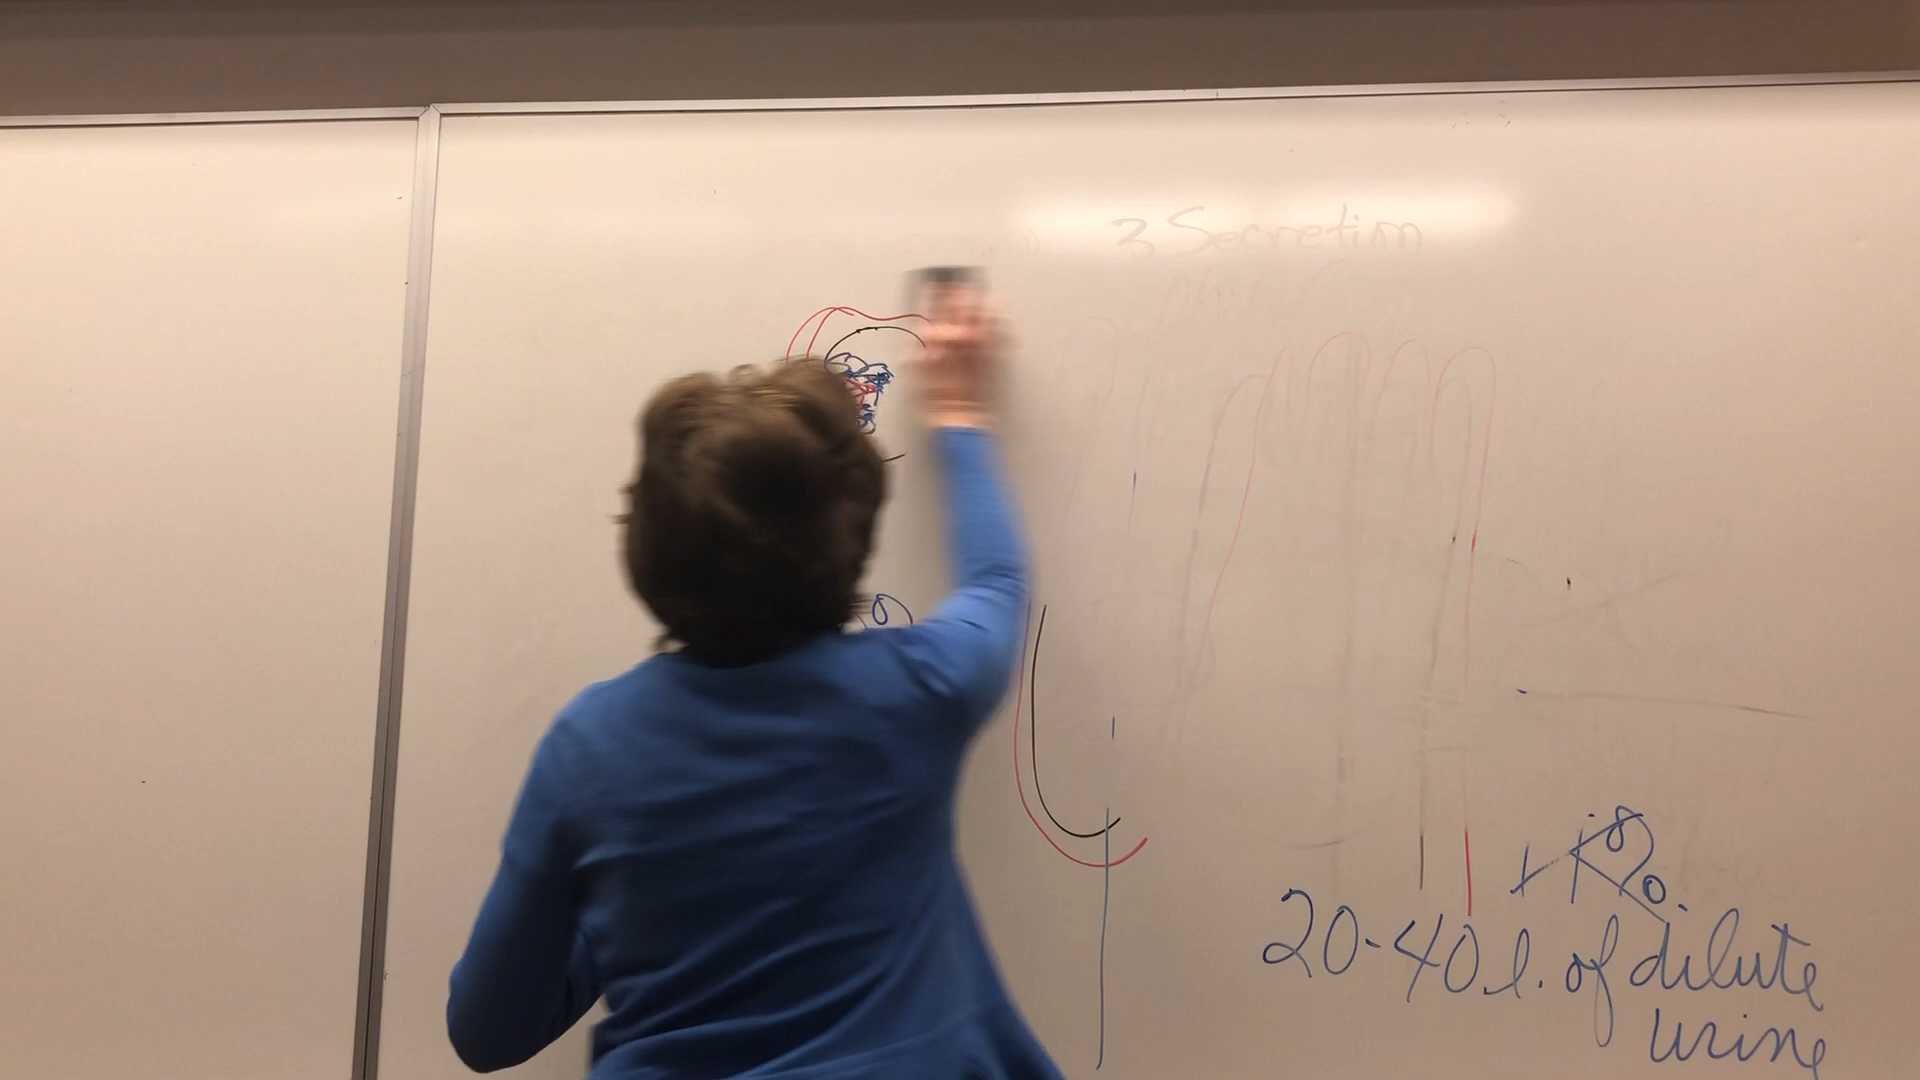 3 Secretion
20-40 l. of dilute
urine